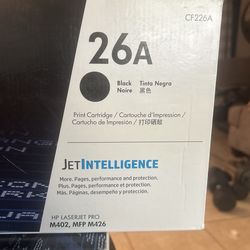 CF226A
26A
Black Tinta Negra
Noire 黑色
Print Cartridge / Cartouche d'Impression /
Cartucho de Impresión / 打印硒鼓
JETINTELLIGENCE
More. Pages, performance and protection.
Plus. Pages, performance et protection.
Más. Páginas, desempeño y protección.
HP LASERJET PRO
M402, MFP M426